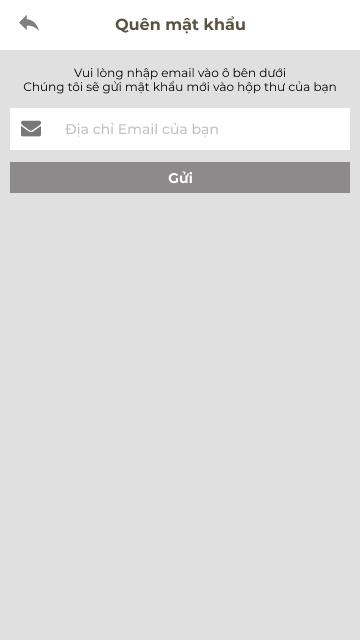 Quên mật khẩu
Vui lòng nhập email vào ô bên dưới
Chúng tôi sẽ gửi mật khẩu mới vào hộp thư của bạn
Địa chỉ Email của bạn
Gửi